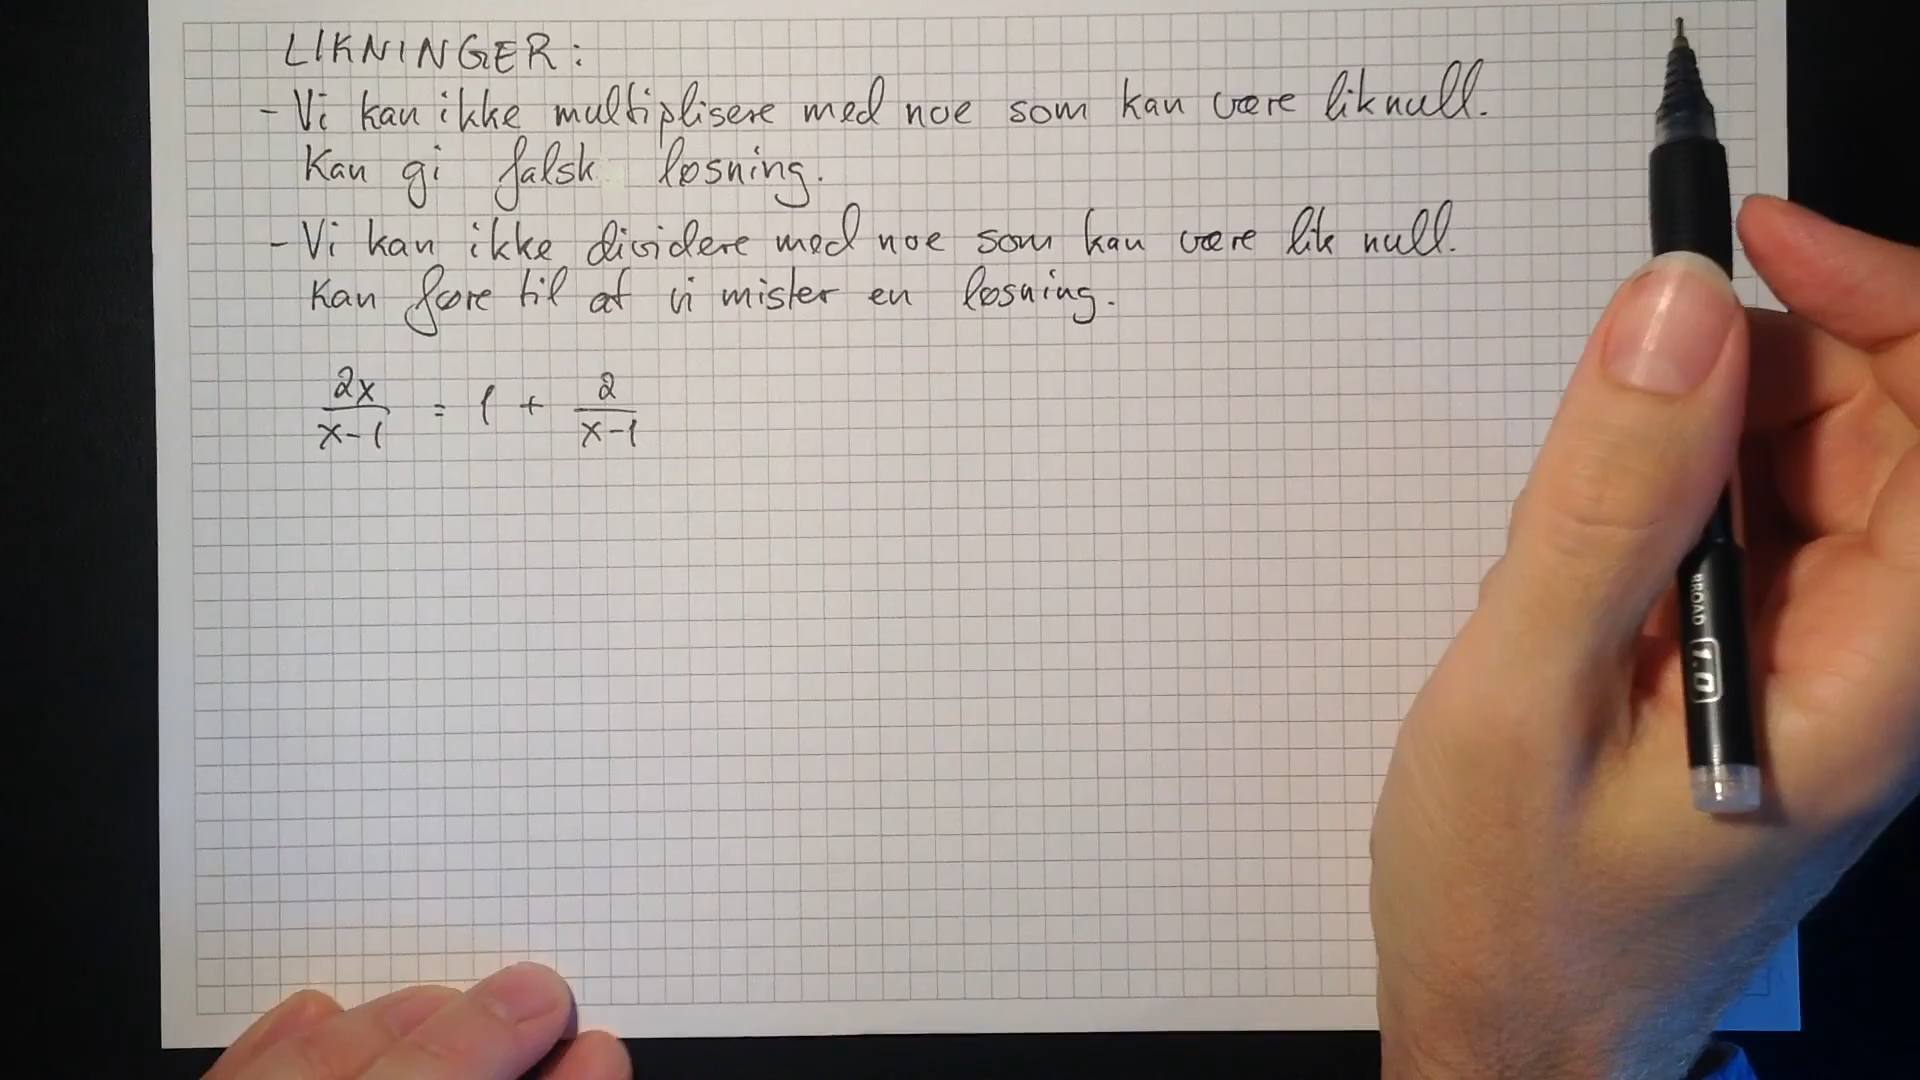 LIKNINGER:
- Vi kan ikke multiplisere med noe som kan være lik null.
Kan gi falsk løsning.
- Vi kan ikke dividere med noe som kan være lik null.
Kan føre til at vi mister en løsning.
2x/(x-1) = 1 + 2/(x-1)
BROAD 1.0